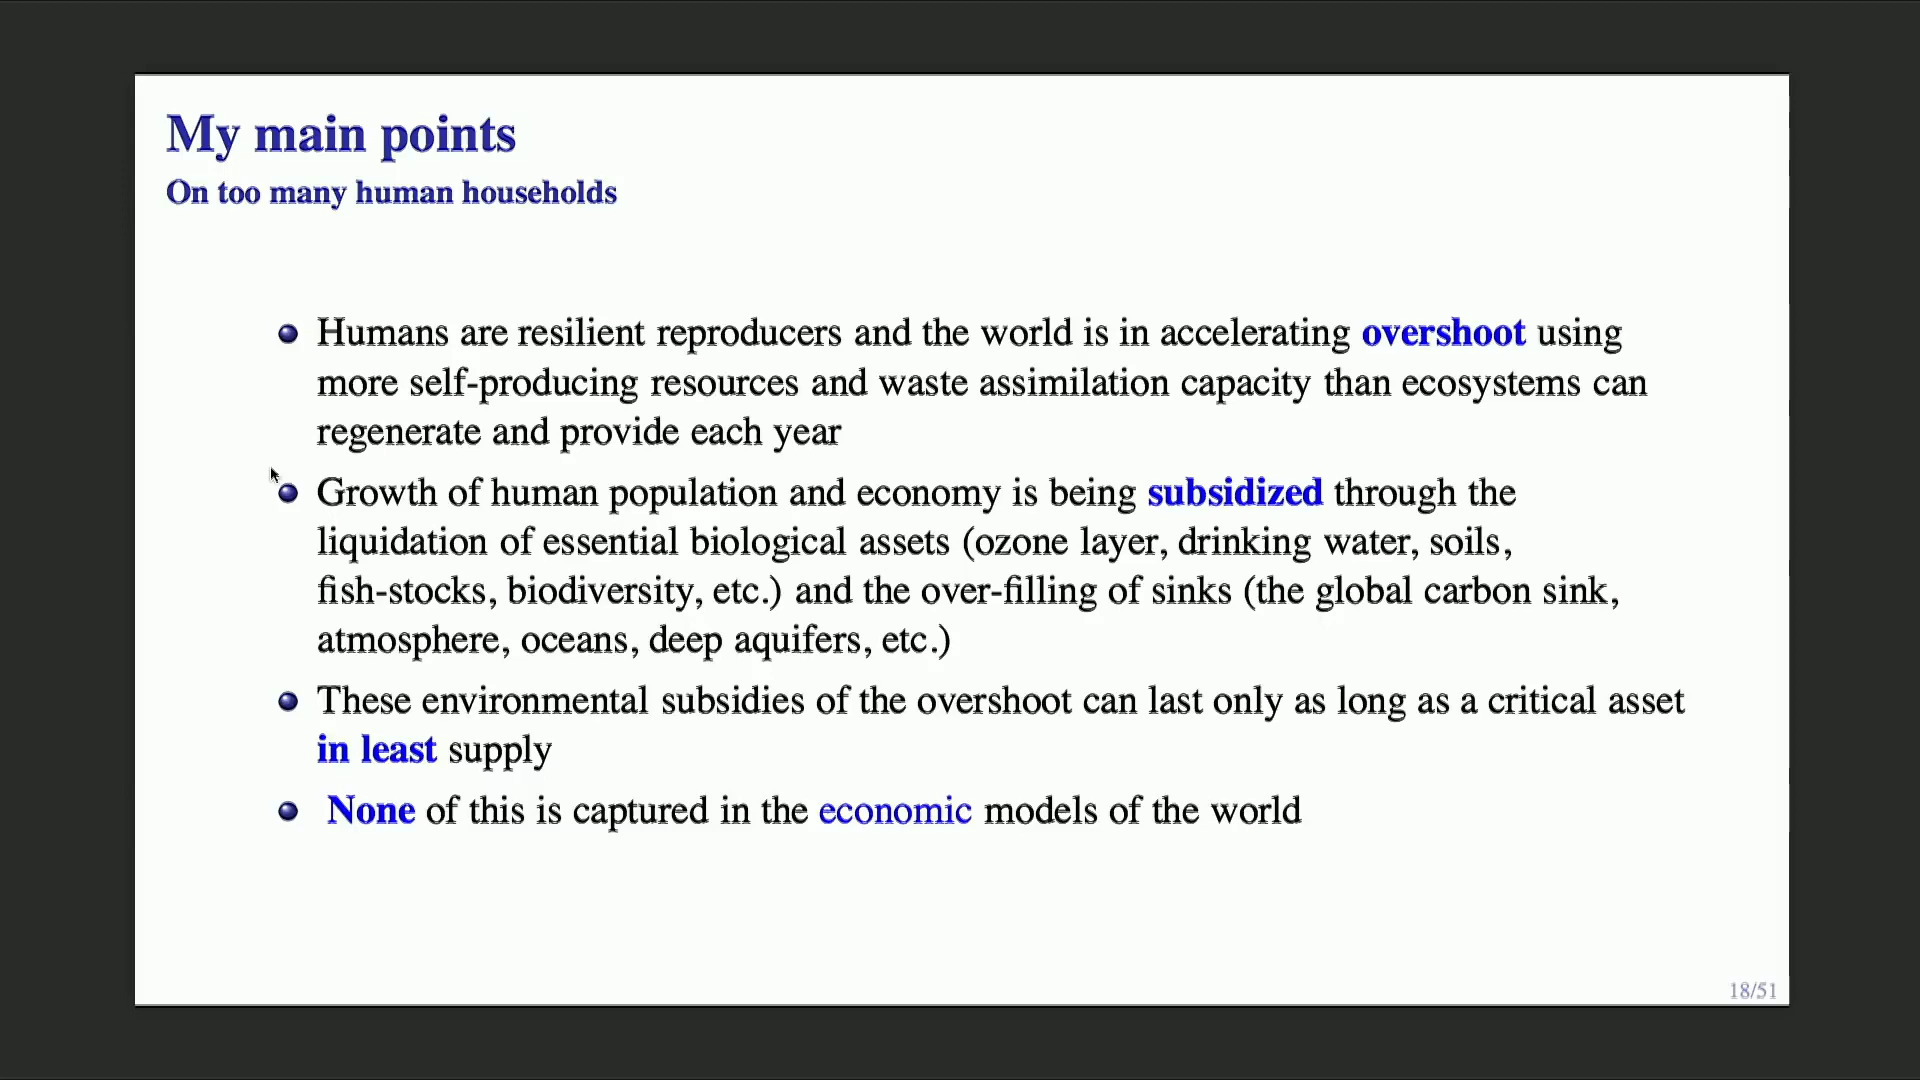 My main points
On too many human households
Humans are resilient reproducers and the world is in accelerating overshoot using
more self-producing resources and waste assimilation capacity than ecosystems can
regenerate and provide each year
Growth of human population and economy is being subsidized through the
liquidation of essential biological assets (ozone layer, drinking water, soils,
fish-stocks, biodiversity, etc.) and the over-filling of sinks (the global carbon sink,
atmosphere, oceans, deep aquifers, etc.)
These environmental subsidies of the overshoot can last only as long as a critical asset
in least supply
None of this is captured in the economic models of the world
18/51